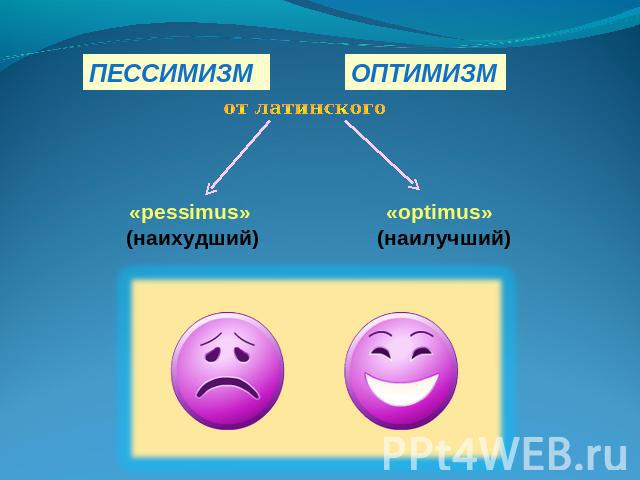 ПЕССИМИЗМ ОПТИМИЗМ
от латинского
«pessimus» «optimus»
(наихудший) (наилучший)
PPt4WEB.ru